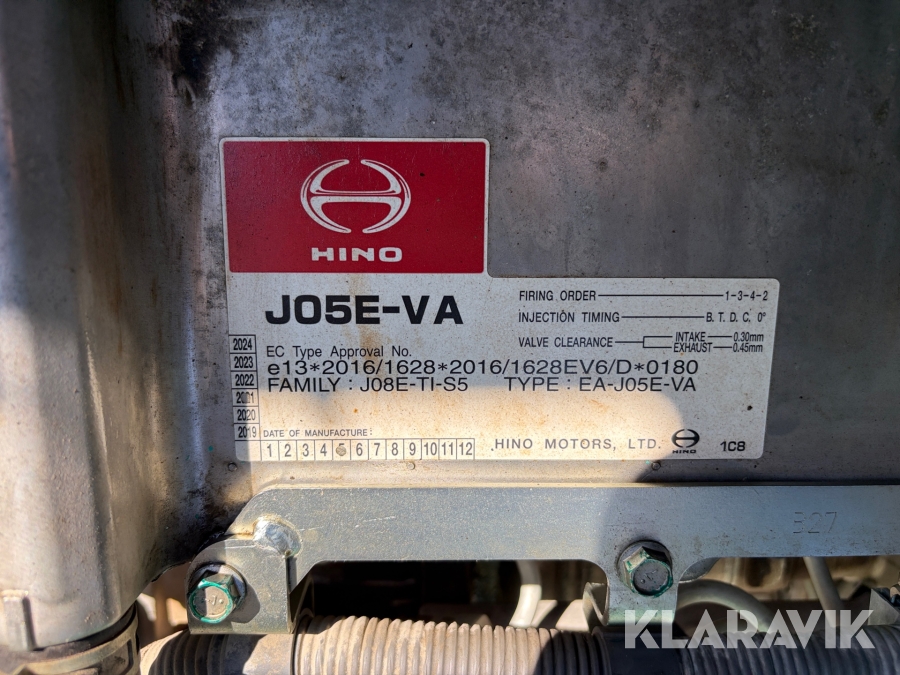 HINO
J05E-VA
FIRING ORDER 1-3-4-2
INJECTION TIMING B. T. D. C. 0°
VALVE CLEARANCE INTAKE 0.30mm
EXHAUST 0.45mm
EC Type Approval No.
e13*2016/1628*2016/1628EV6/D*0180
FAMILY : J08E-TI-S5 TYPE : EA-J05E-VA
2024
2023
2022
2021
2020
2019
DATE OF MANUFACTURE :
1 2 3 4 5 6 7 8 9 10 11 12
HINO MOTORS, LTD.
HINO
1C8
E27
KLARAVIK